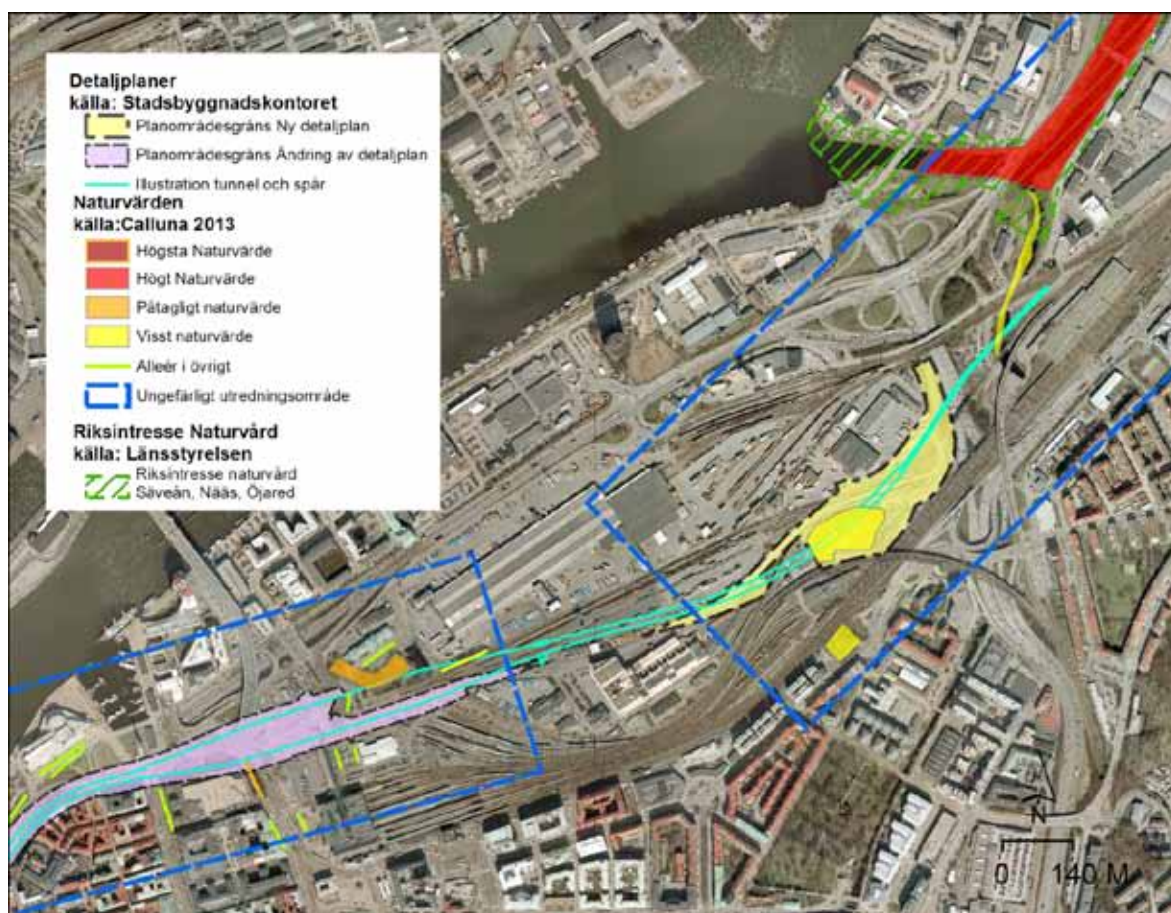 Detaljplaner
källa: Stadsbyggnadskontoret
Planområdesgräns Ny detaljplan
Planområdesgräns Ändring av detaljplan
Illustration tunnel och spår
Naturvärden
källa:Calluna 2013
Högsta Naturvärde
Högt Naturvärde
Påtagligt naturvärde
Visst naturvärde
Alleér i övrigt
Ungefärligt utredningsområde
Riksintresse Naturvård
källa: Länsstyrelsen
Riksintresse naturvård
Säveån, Nääs, Öjared
N
0 140 M